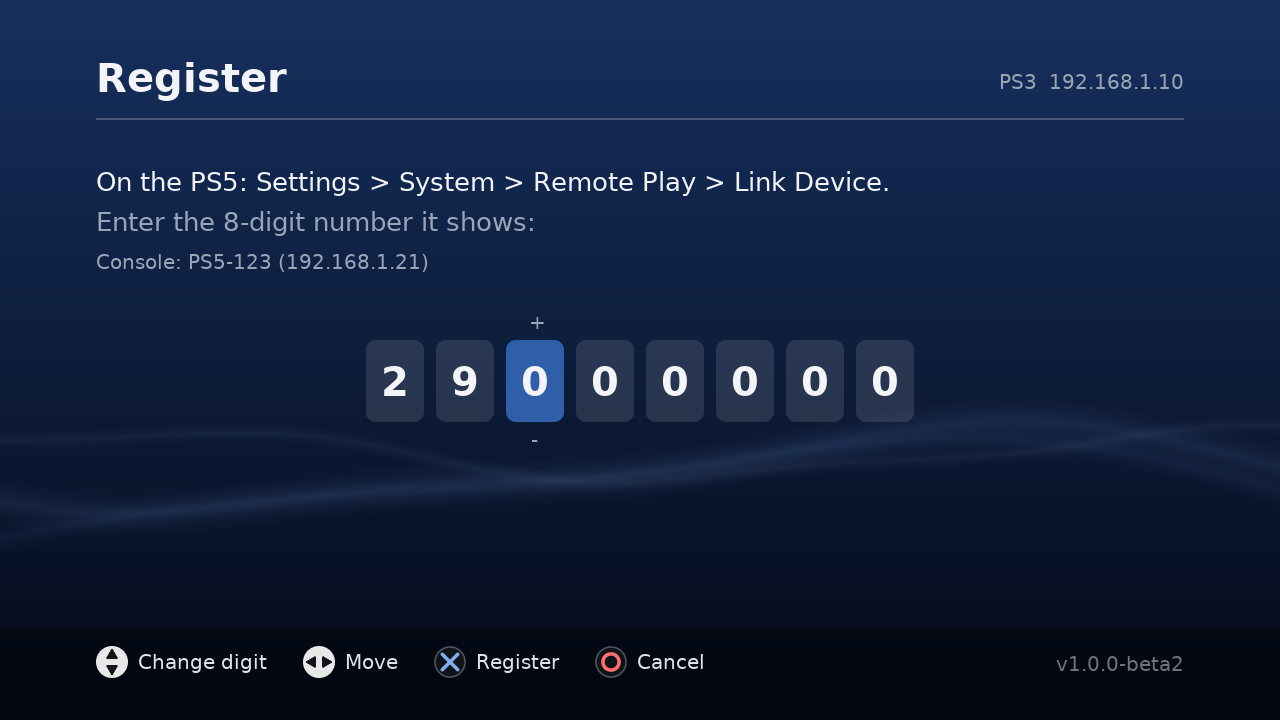 Register
PS3 192.168.1.10
On the PS5: Settings > System > Remote Play > Link Device.
Enter the 8-digit number it shows:
Console: PS5-123 (192.168.1.21)
+
2 9 0 0 0 0 0 0
-
Change digit Move Register Cancel
v1.0.0-beta2